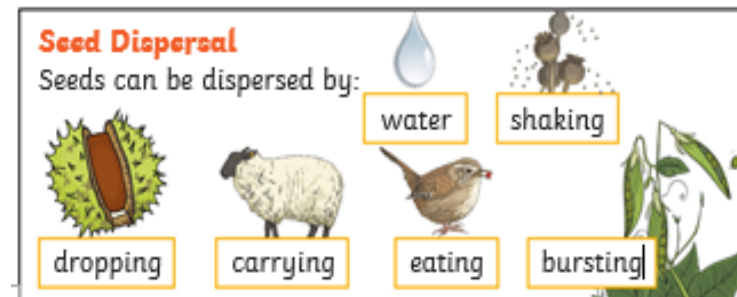 Seed Dispersal
Seeds can be dispersed by:
water
shaking
dropping
carrying
eating
bursting